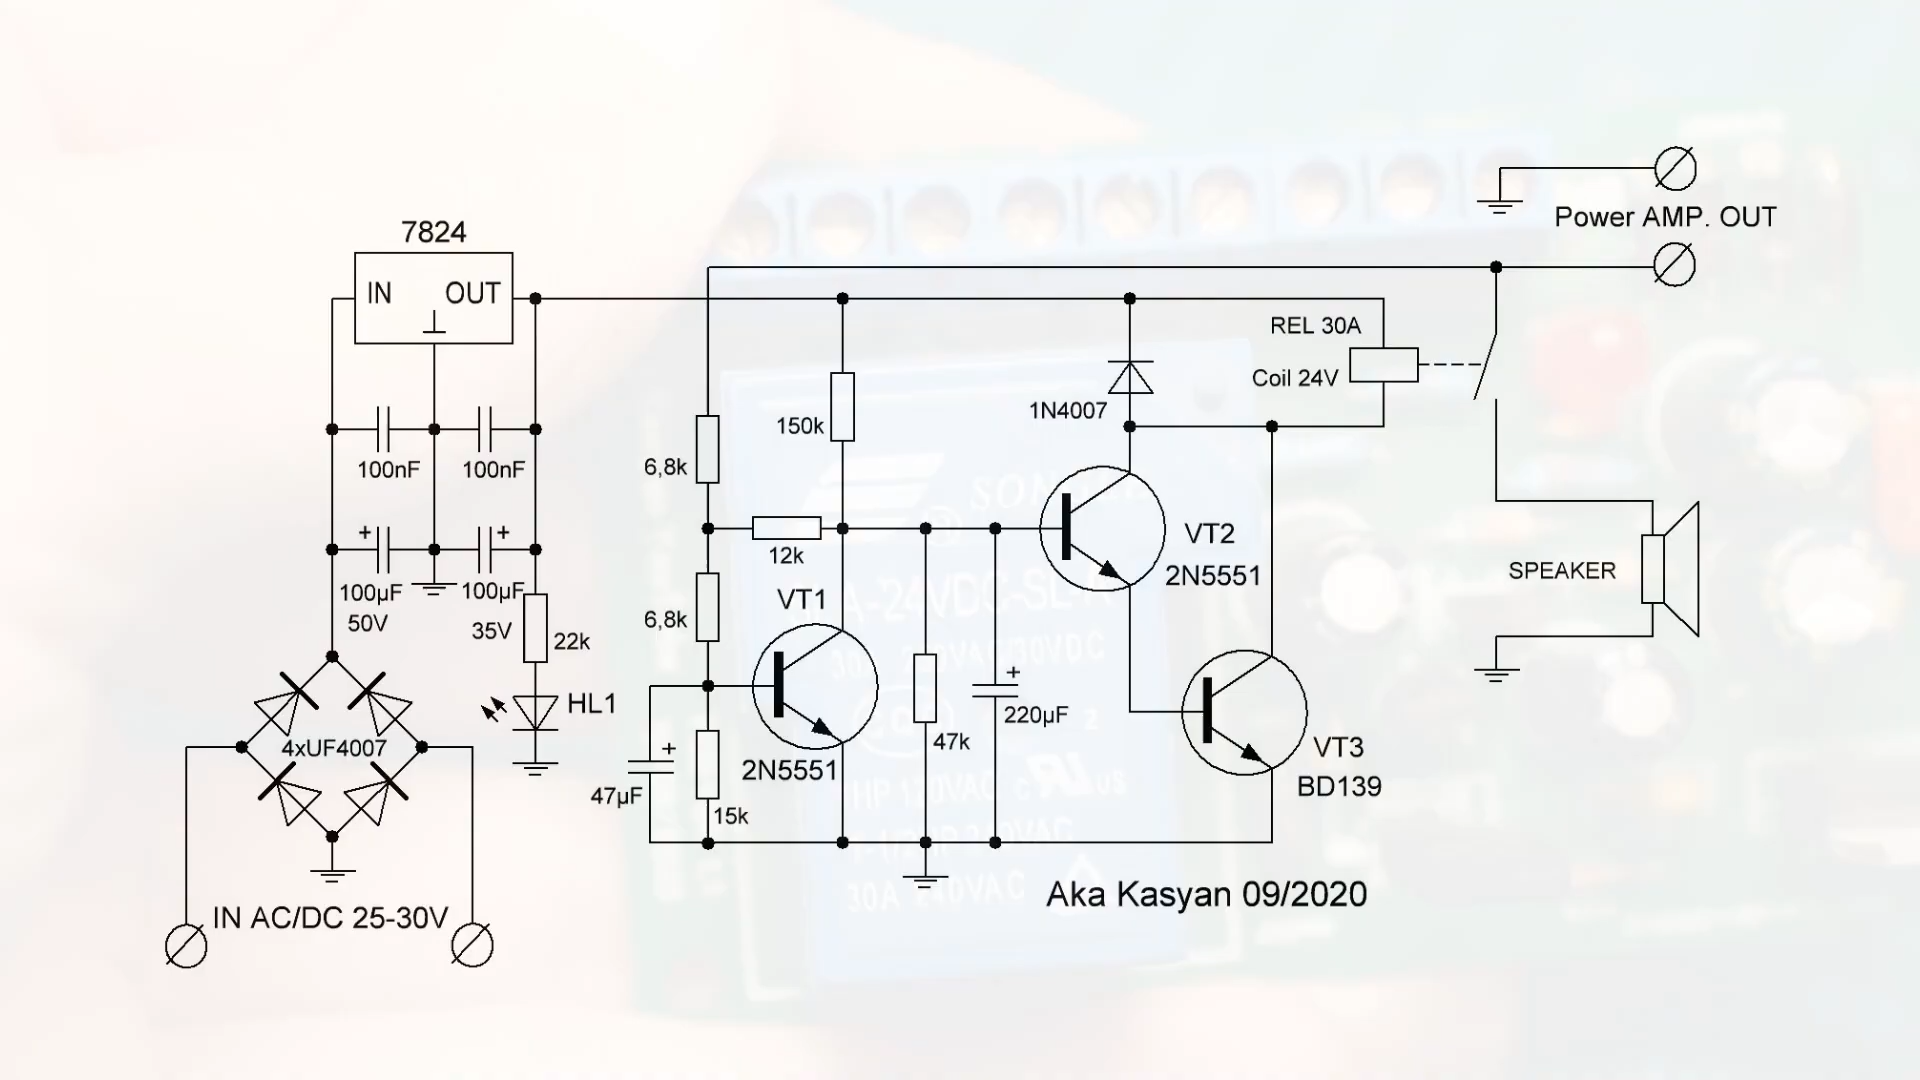 7824
IN
OUT
100nF
100nF
100µF
50V
100µF
35V
22k
HL1
4xUF4007
IN AC/DC 25-30V
6,8k
150k
12k
6,8k
VT1
2N5551
47µF
15k
47k
220µF
1N4007
VT2
2N5551
VT3
BD139
REL 30A
Coil 24V
Power AMP. OUT
SPEAKER
Aka Kasyan 09/2020